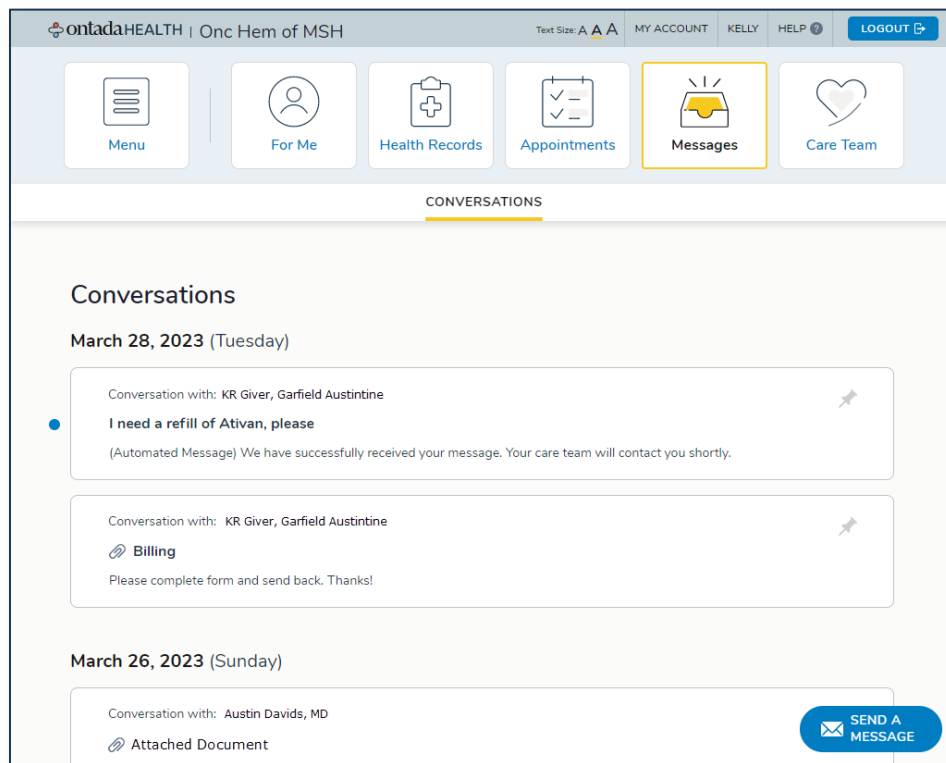 ontada HEALTH | Onc Hem of MSH Text Size: A A A MY ACCOUNT KELLY HELP ? LOGOUT
Menu For Me Health Records Appointments Messages Care Team
CONVERSATIONS
Conversations
March 28, 2023 (Tuesday)
Conversation with: KR Giver, Garfield Austintine
I need a refill of Ativan, please
(Automated Message) We have successfully received your message. Your care team will contact you shortly.
Conversation with: KR Giver, Garfield Austintine
Billing
Please complete form and send back. Thanks!
March 26, 2023 (Sunday)
Conversation with: Austin Davids, MD
Attached Document
SEND A
MESSAGE